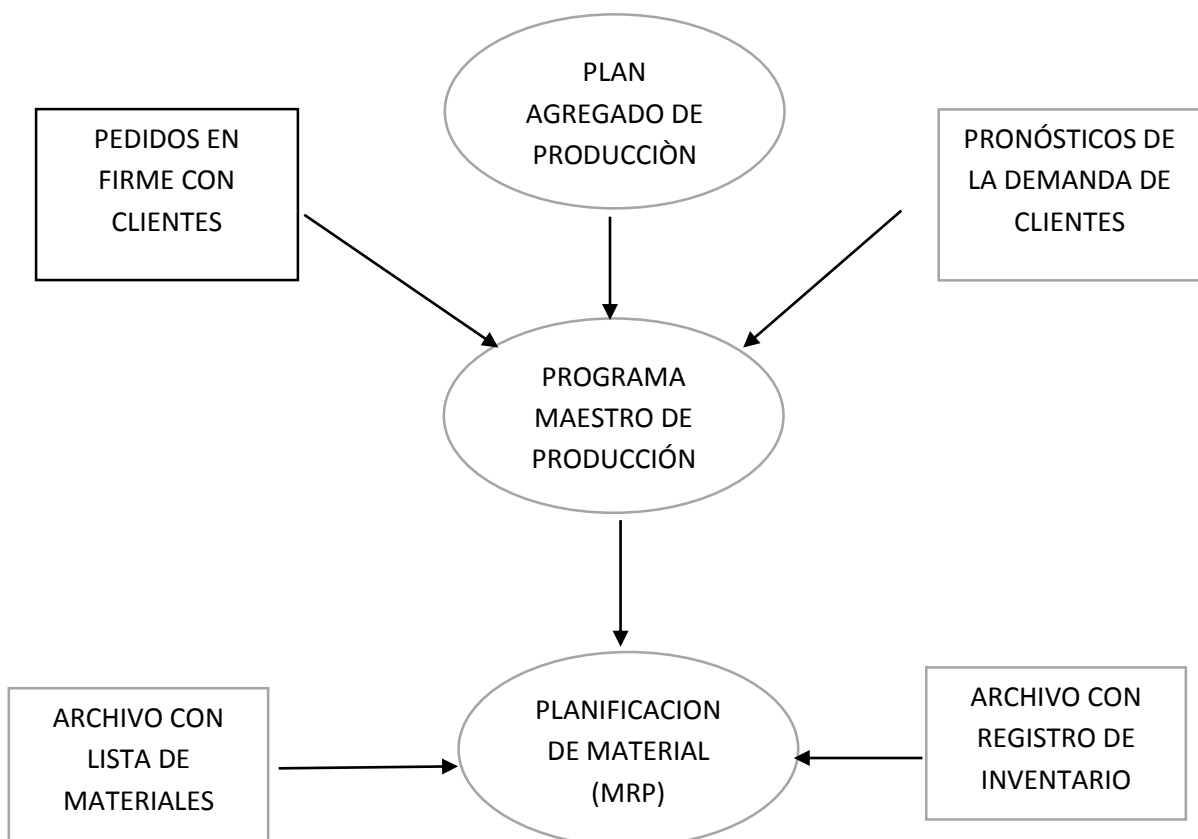 PLAN
AGREGADO DE
PRODUCCIÒN
PEDIDOS EN
FIRME CON
CLIENTES
PRONÓSTICOS DE
LA DEMANDA DE
CLIENTES
PROGRAMA
MAESTRO DE
PRODUCCIÓN
ARCHIVO CON
LISTA DE
MATERIALES
PLANIFICACION
DE MATERIAL
(MRP)
ARCHIVO CON
REGISTRO DE
INVENTARIO